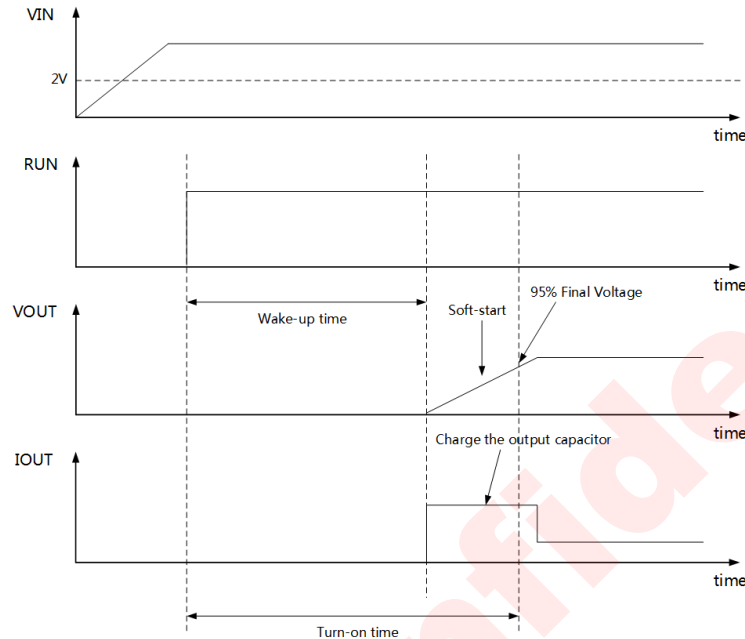 VIN
2V
time
RUN
time
95% Final Voltage
VOUT
Soft-start
Wake-up time
time
Charge the output capacitor
IOUT
time
Turn-on time
nfide